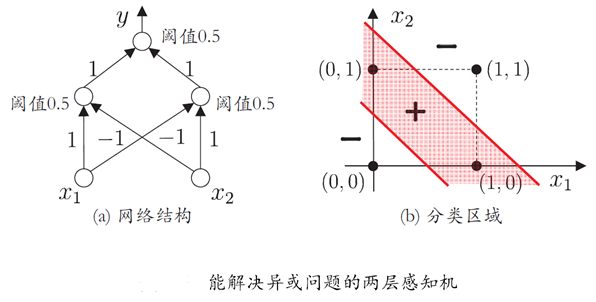 y
阈值0.5
1 1
阈值0.5 阈值0.5
1 -1 -1 1
x₁ x₂
(a) 网络结构
x₂
−
(0, 1) (1, 1)
+
−
(0, 0) (1, 0) x₁
(b) 分类区域
能解决异或问题的两层感知机